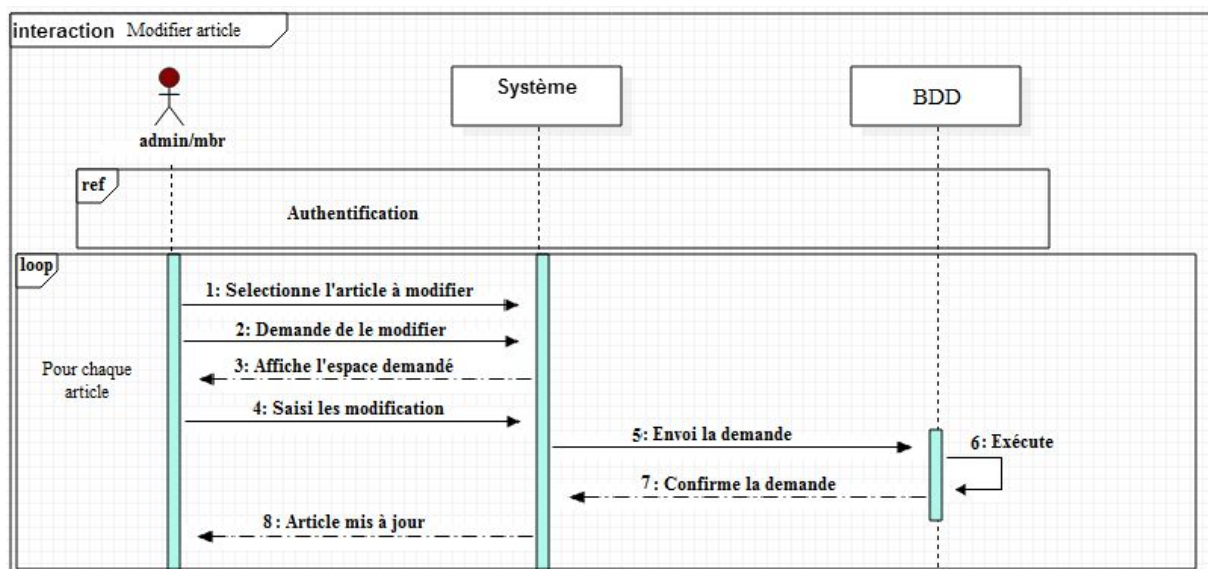 interaction Modifier article
Système
BDD
admin/mbr
ref
Authentification
loop
1: Selectionne l'article à modifier
2: Demande de le modifier
3: Affiche l'espace demandé
Pour chaque
article
4: Saisi les modification
5: Envoi la demande
6: Exécute
7: Confirme la demande
8: Article mis à jour